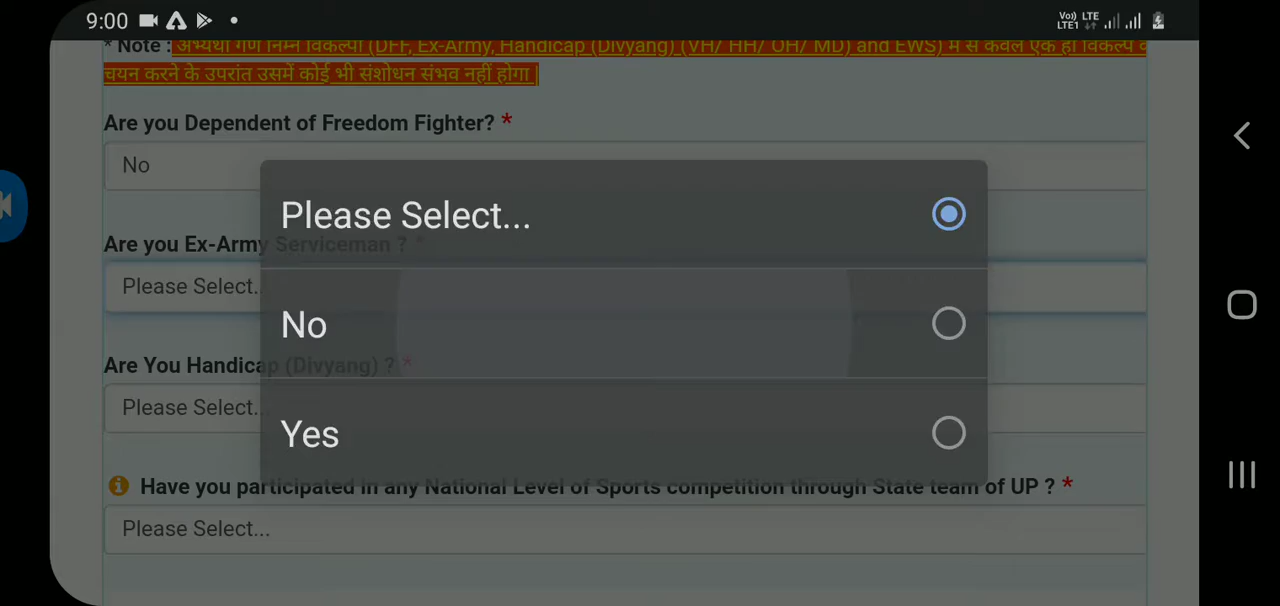 9:00
Vo) LTE
LTE1
* Note : अभ्यर्थी गण निम्न विकल्पों (DFF, Ex-Army, Handicap (Divyang) (VH/ HH/ OH/ MD) and EWS) में से केवल एक ही विकल्प
चयन करने के उपरांत उसमें कोई भी संशोधन संभव नहीं होगा |
Are you Dependent of Freedom Fighter? *
No
Please Select...
Are you Ex-Army Serviceman ? *
Please Select.
No
Are You Handicap (Divyang) ? *
Please Select.
Yes
Have you participated in any National Level of Sports competition through State team of UP ? *
Please Select...